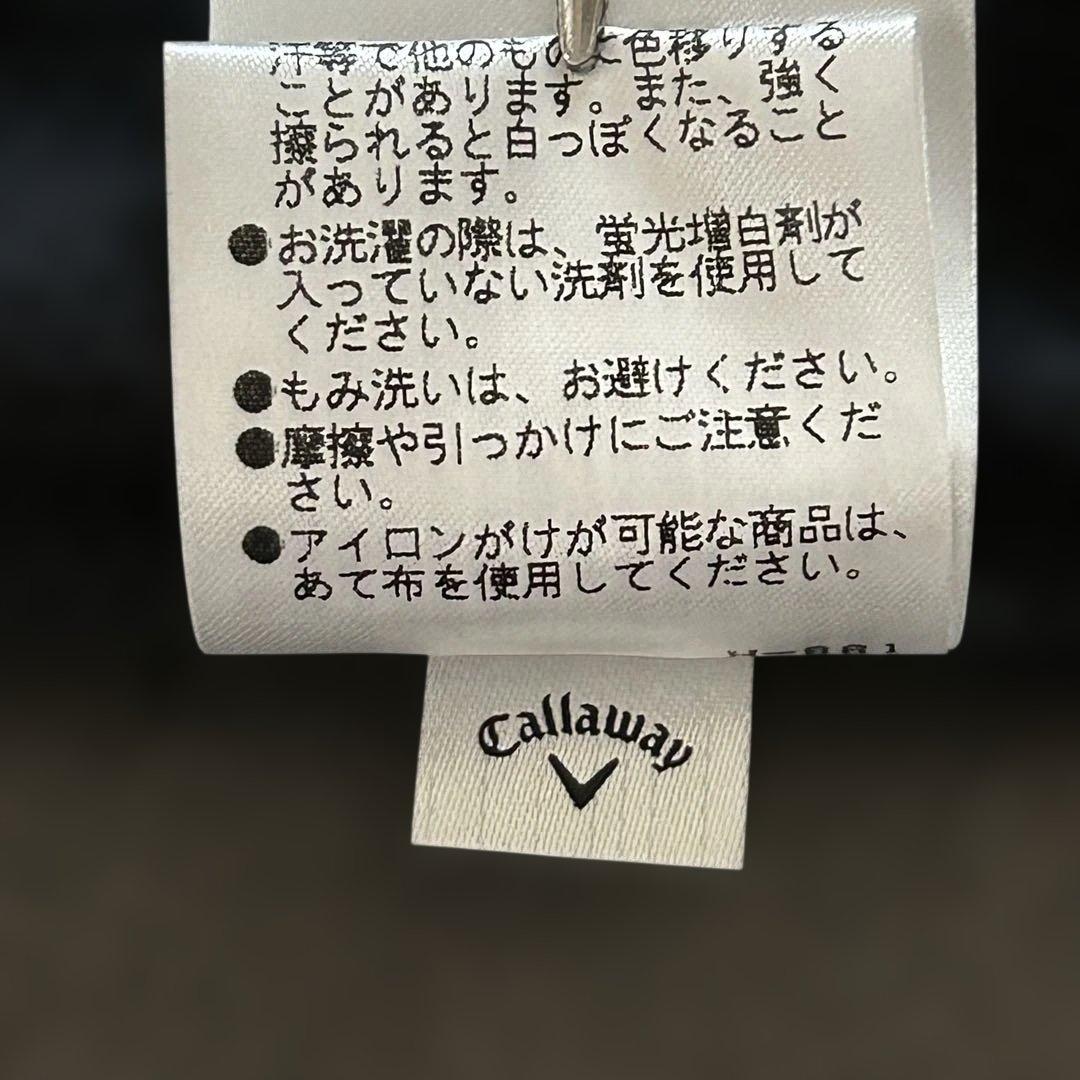 汗等で他のものと色移りする
ことがあります。また、強く
擦られると白っぽくなること
があります。
●お洗濯の際は、蛍光増白剤が
入っていない洗剤を使用して
ください。
●もみ洗いは、お避けください。
●摩擦や引っかけにご注意くだ
さい。
●アイロンがけが可能な商品は、
あて布を使用してください。
Callaway